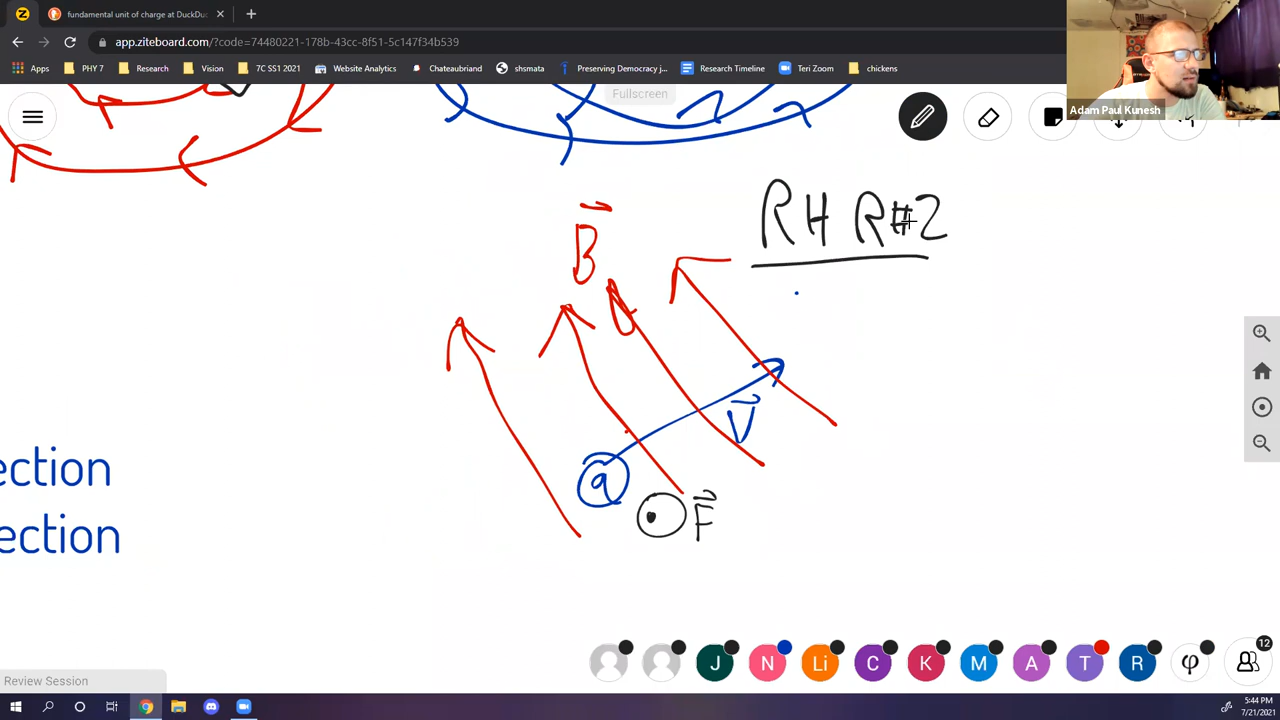 fundamental unit of charge at DuckDu
app.ziteboard.com/?code=74480221-178b-43cc-8f51-5c147f34b539
Apps PHY 7 Research Vision 7C SS1 2021 Website Analytics Chateaubriand shsmata Preserving Democracy j... Research Timeline Teri Zoom chickens
Fullscreen
Adam Paul Kunesh
RH R#2
B
V
q
F
ection
ection
J N Li C K M A T R φ 12
Review Session
5:44 PM
7/21/2021